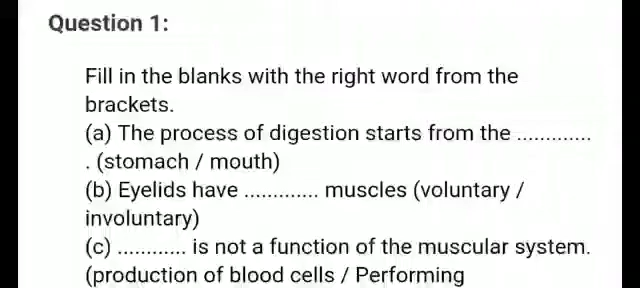 Question 1:
Fill in the blanks with the right word from the
brackets.
(a) The process of digestion starts from the .............
. (stomach / mouth)
(b) Eyelids have ............. muscles (voluntary /
involuntary)
(c) ............ is not a function of the muscular system.
(production of blood cells / Performing